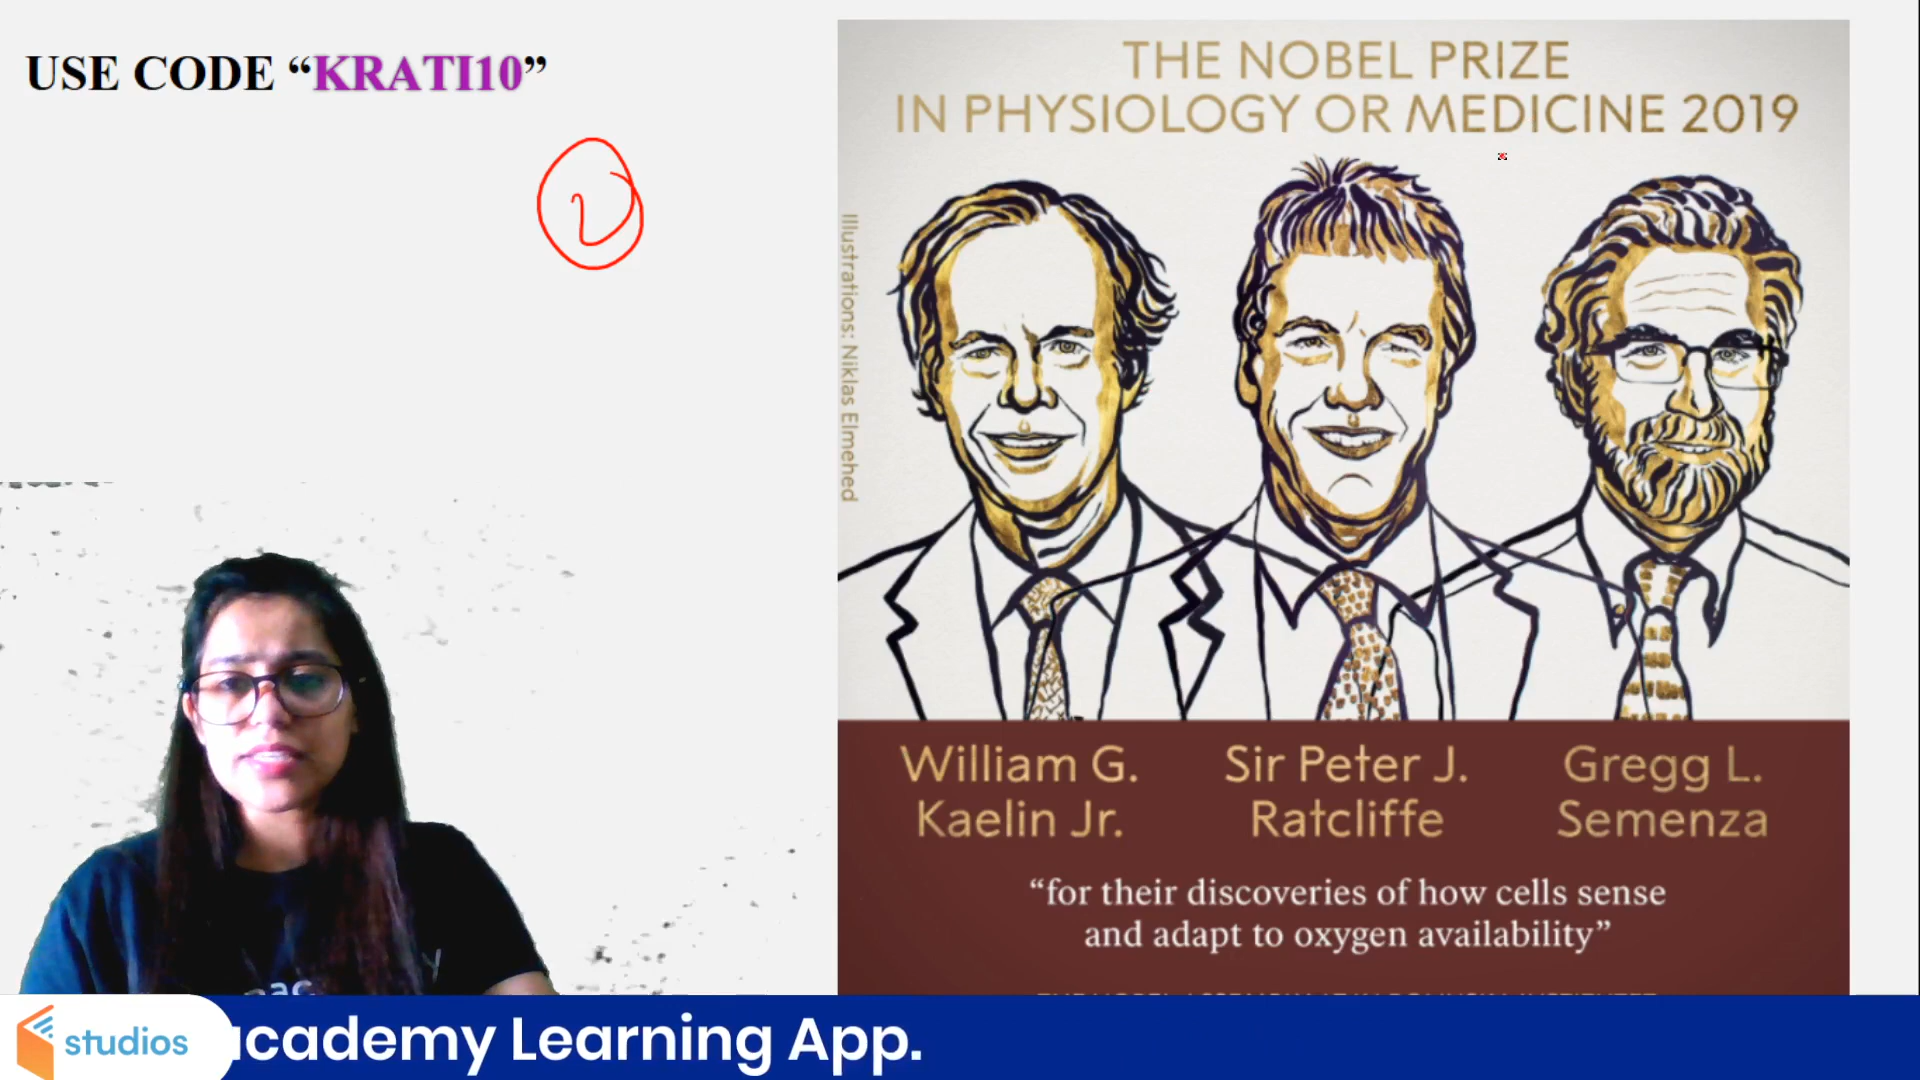 USE CODE “KRATI10”
THE NOBEL PRIZE
IN PHYSIOLOGY OR MEDICINE 2019
Illustrations: Niklas Elmehed
William G.
Kaelin Jr.
Sir Peter J.
Ratcliffe
Gregg L.
Semenza
“for their discoveries of how cells sense
and adapt to oxygen availability”
studios
academy Learning App.